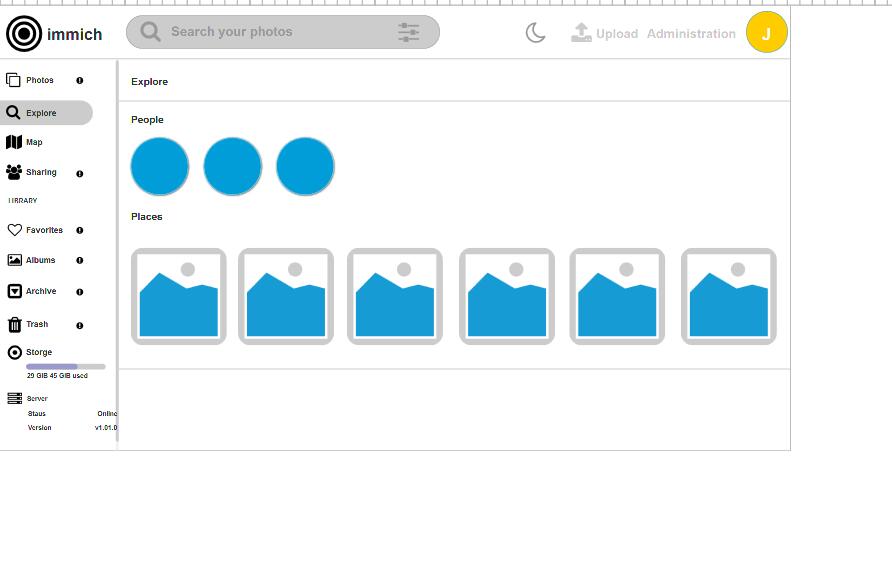 immich
Search your photos
Upload
Administration
J
Photos
Explore
Map
Sharing
LIBRARY
Favorites
Albums
Archive
Trash
Storge
29 GIB 45 GIB used
Server
Staus Online
Version v1.01.0
Explore
People
Places